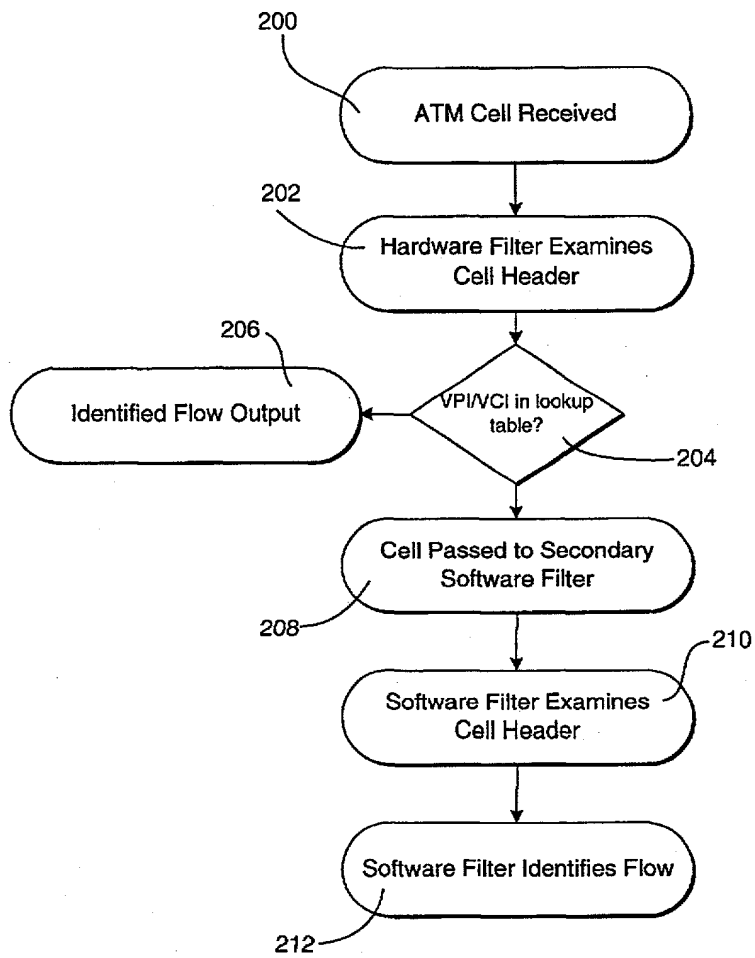 200
ATM Cell Received
202
Hardware Filter Examines
Cell Header
206
Identified Flow Output
VPI/VCI in lookup
table?
204
Cell Passed to Secondary
Software Filter
208
210
Software Filter Examines
Cell Header
Software Filter Identifies Flow
212